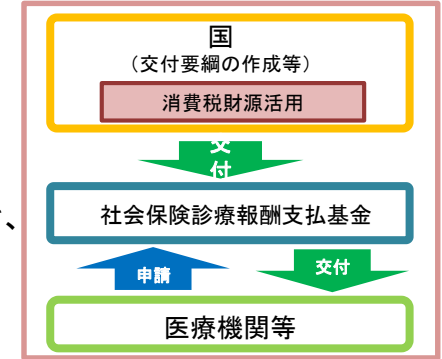 国
（交付要綱の作成等）
消費税財源活用
交
付
、
社会保険診療報酬支払基金
申請
交付
医療機関等